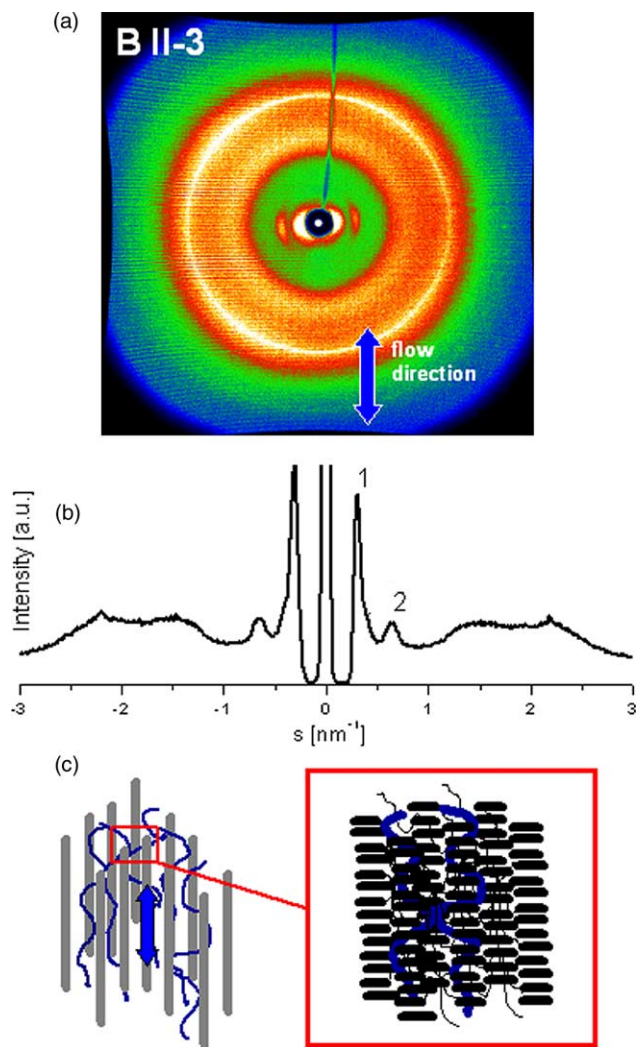 (a)
B II-3
flow
direction
(b)
Intensity [a.u.]
1
2
-3 -2 -1 0 1 2 3
s [nm⁻¹]
(c)